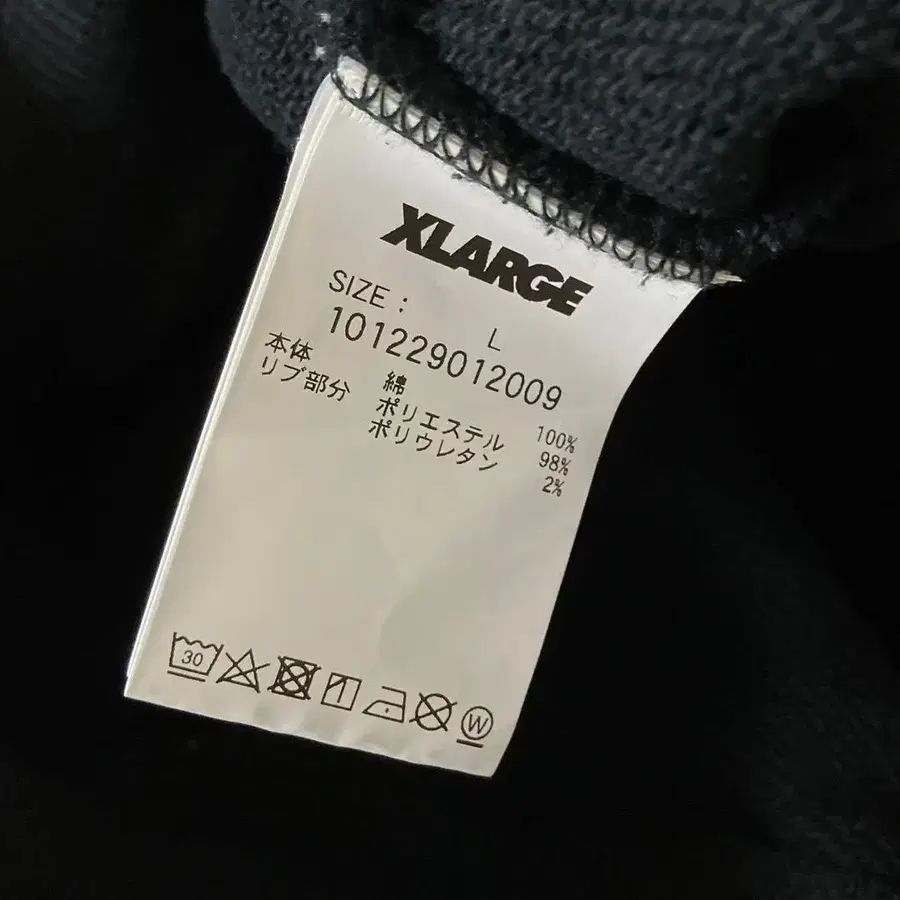 XLARGE
SIZE : L
101229012009
本体 綿 100%
リブ部分 ポリエステル 98%
ポリウレタン 2%
30
W